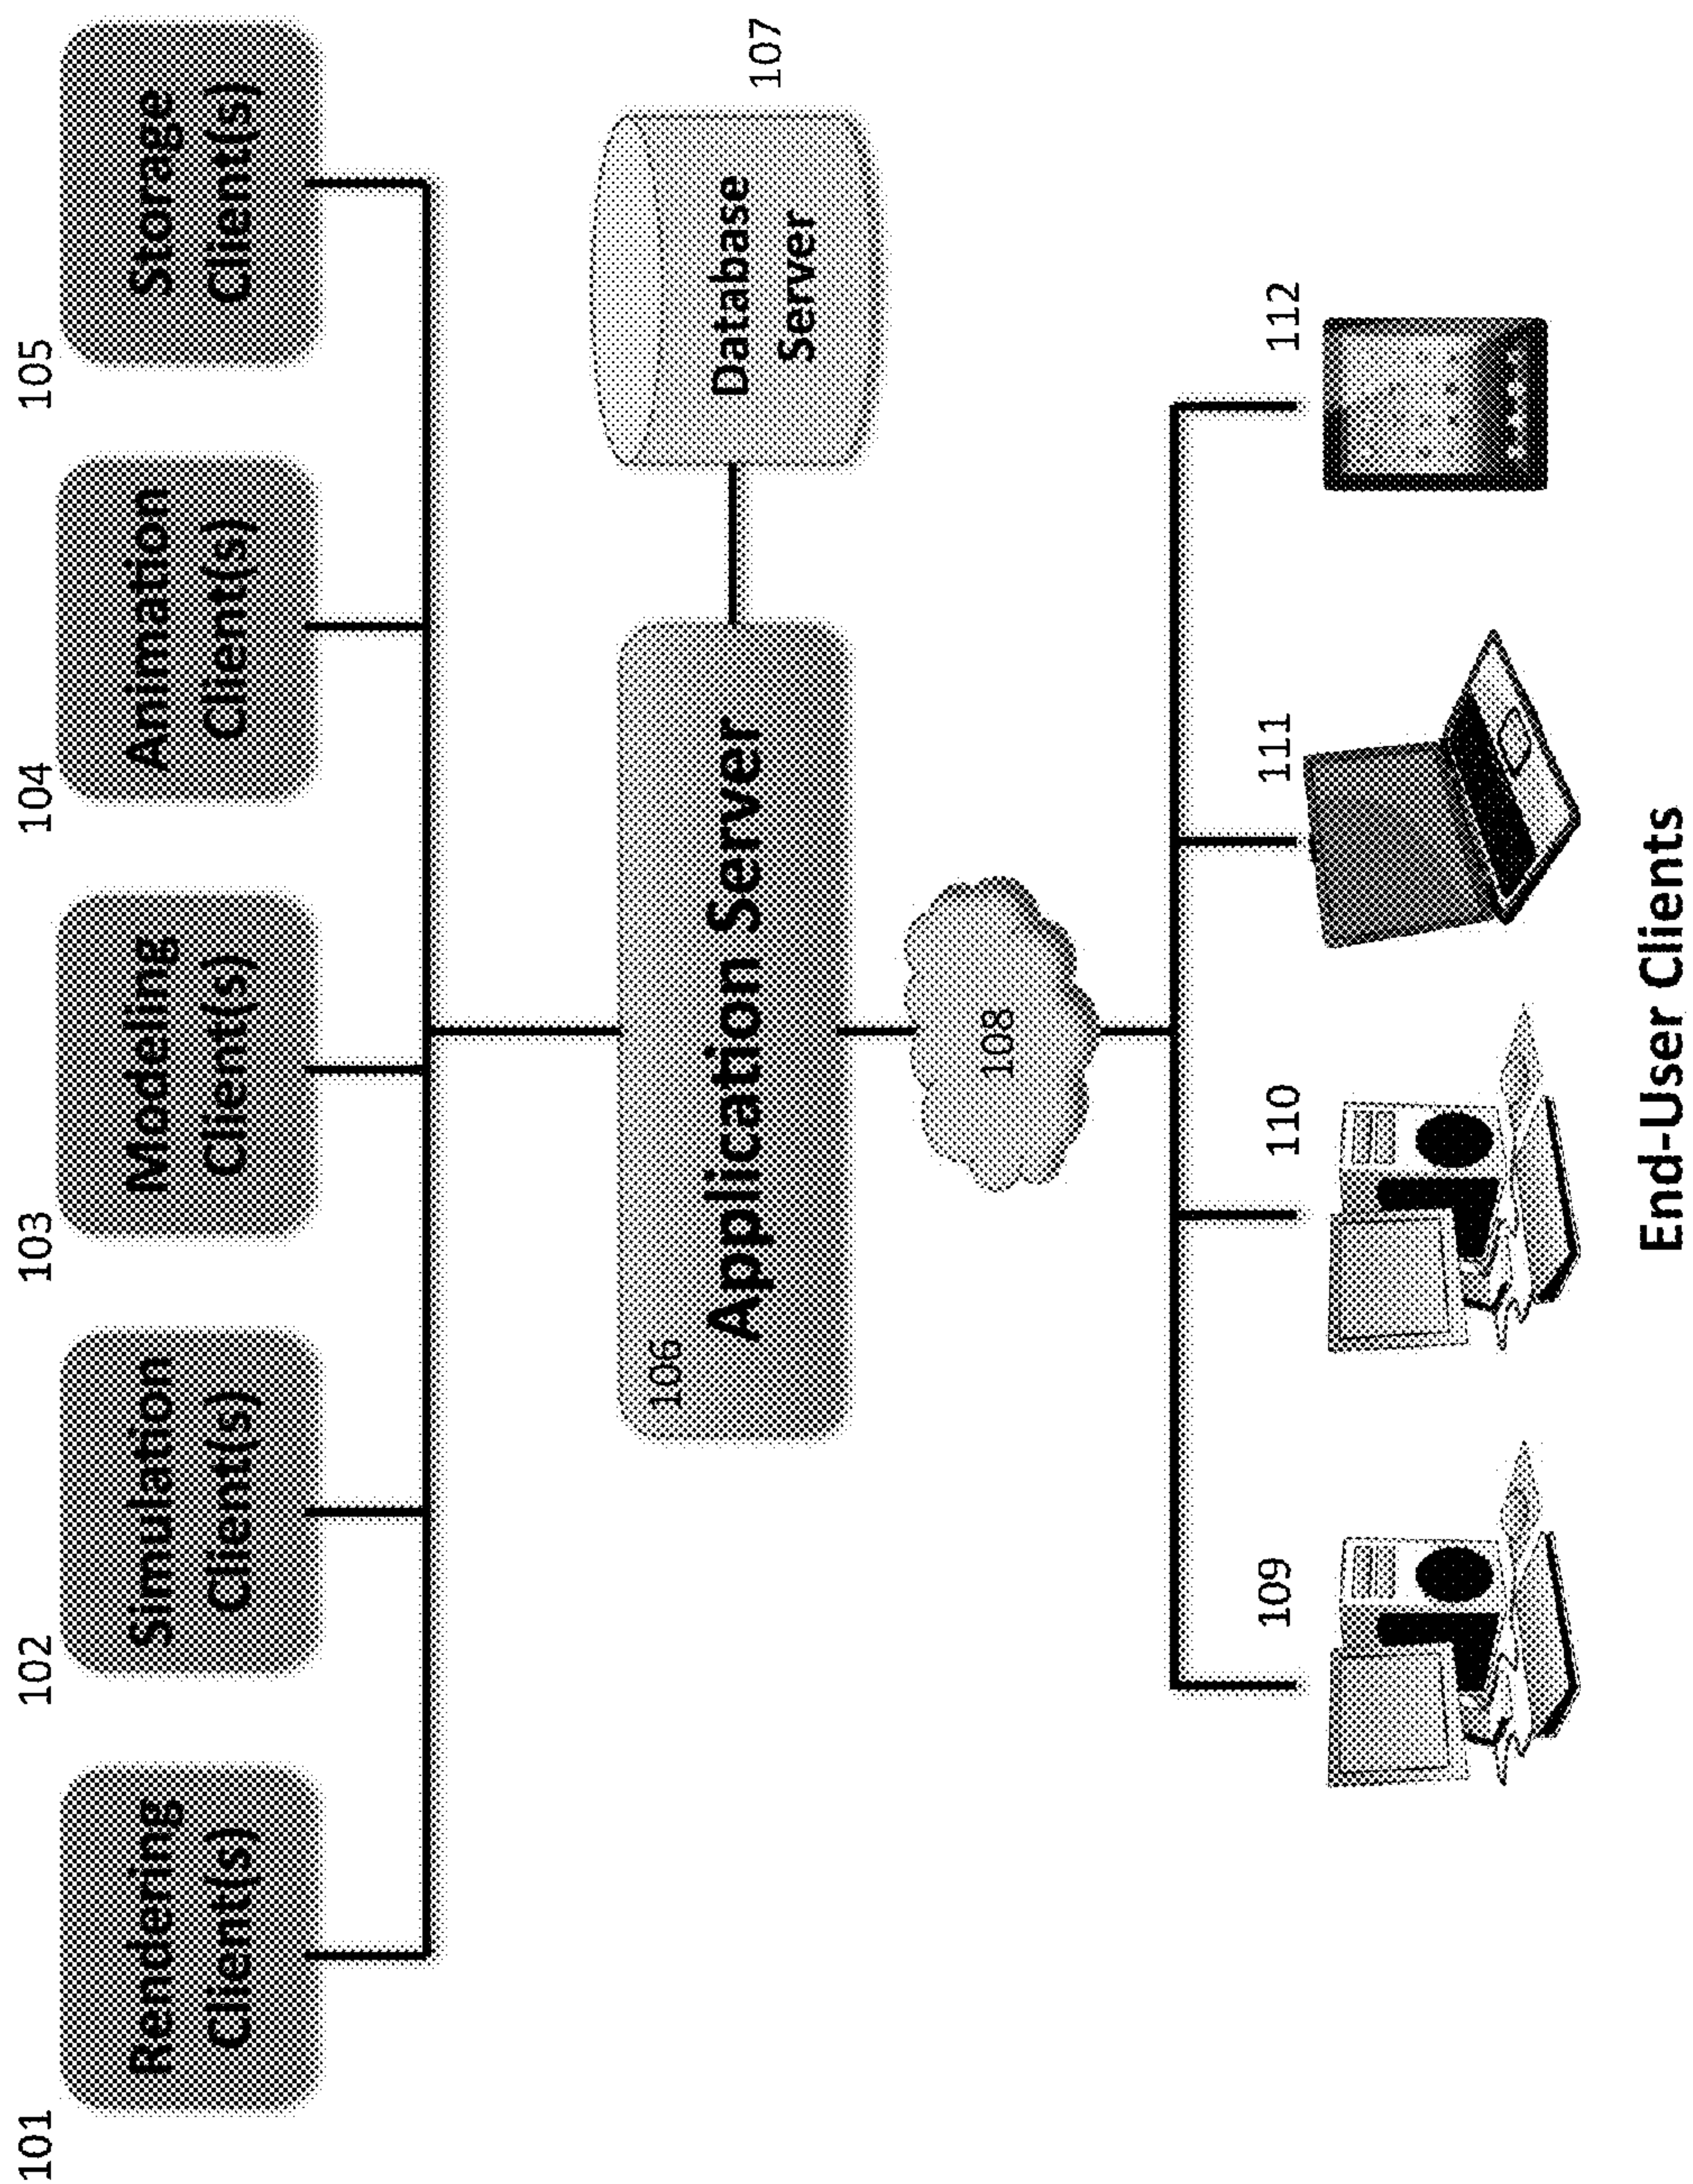 101
Rendering
Client(s)
102
Simulation
Client(s)
103
Modeling
Client(s)
104
Animation
Client(s)
105
Storage
Client(s)
106
Application Server
Database
Server
107
108
109
110
111
112
End-User Clients